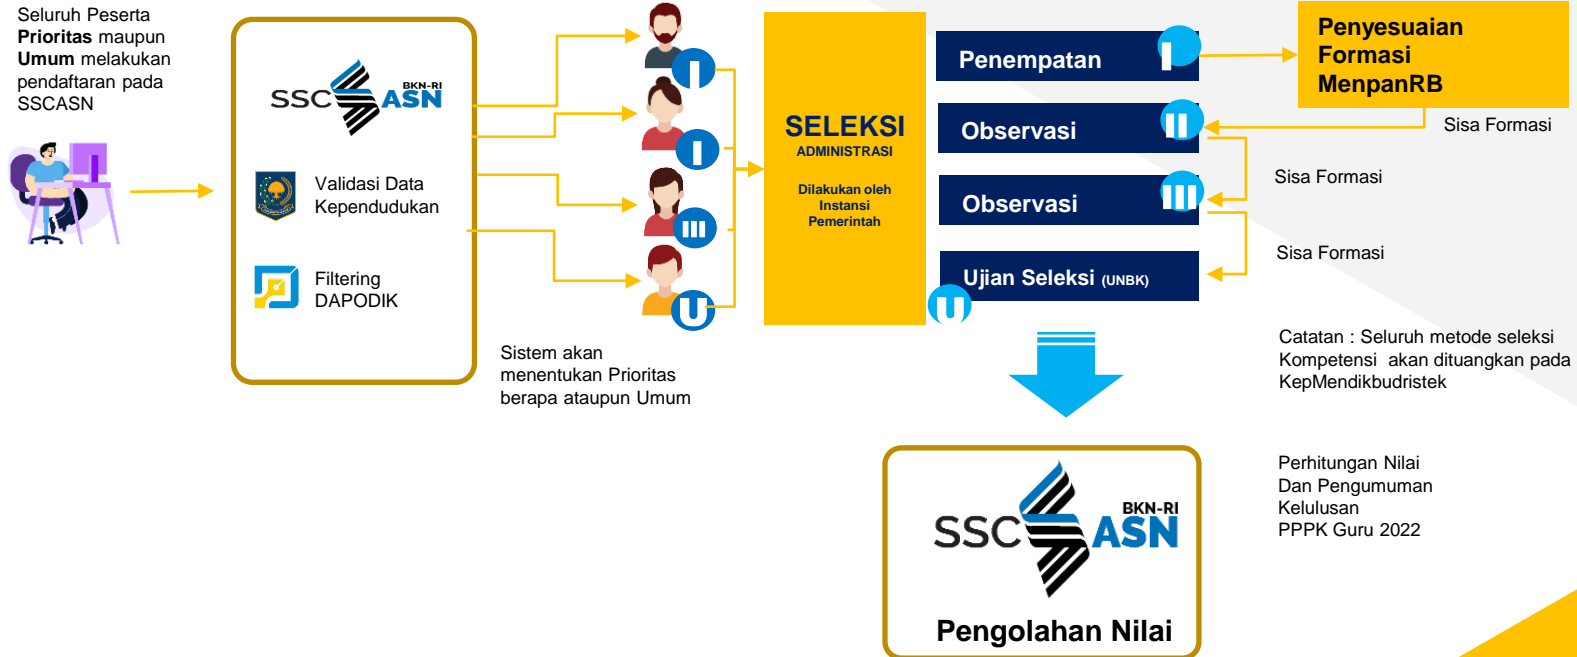 Seluruh Peserta
Prioritas maupun
Umum melakukan
pendaftaran pada
SSCASN
SSC ASN
BKN-RI
Validasi Data
Kependudukan
Filtering
DAPODIK
I
I
III
U
Sistem akan
menentukan Prioritas
berapa ataupun Umum
SELEKSI
ADMINISTRASI
Dilakukan oleh
Instansi
Pemerintah
Penempatan I
Observasi II
Observasi III
Ujian Seleksi (UNBK)
U
Penyesuaian
Formasi
MenpanRB
Sisa Formasi
Sisa Formasi
Sisa Formasi
Catatan : Seluruh metode seleksi
Kompetensi akan dituangkan pada
KepMendikbudristek
SSC ASN
BKN-RI
Pengolahan Nilai
Perhitungan Nilai
Dan Pengumuman
Kelulusan
PPPK Guru 2022